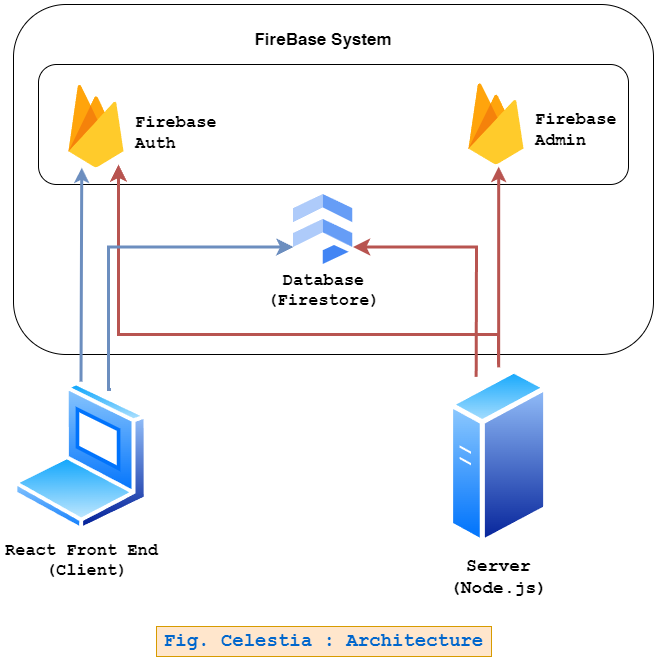 FireBase System
Firebase
Auth
Firebase
Admin
Database
(Firestore)
React Front End
(Client)
Server
(Node.js)
Fig. Celestia : Architecture